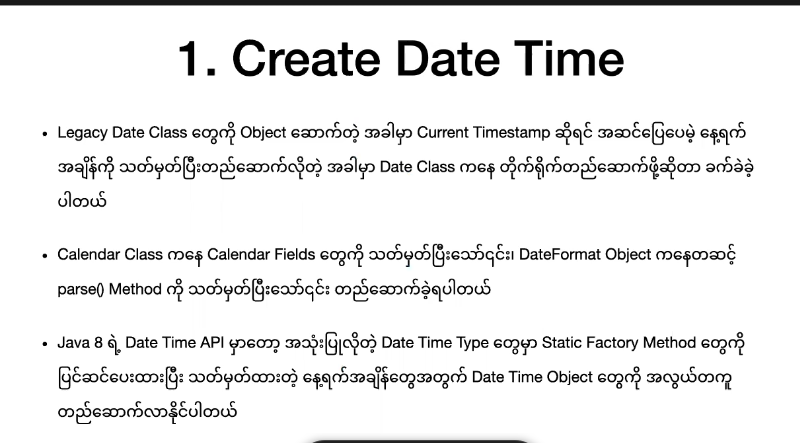 1. Create Date Time
• Legacy Date Class တွေကို Object ဆောက်တဲ့ အခါမှာ Current Timestamp ဆိုရင် အဆင်ပြေပေမဲ့ နေ့ရက်
အချိန်ကို သတ်မှတ်ပြီးတည်ဆောက်လိုတဲ့ အခါမှာ Date Class ကနေ တိုက်ရိုက်တည်ဆောက်ဖို့ဆိုတာ ခက်ခဲခဲ့
ပါတယ်
• Calendar Class ကနေ Calendar Fields တွေကို သတ်မှတ်ပြီးသော်၎င်း၊ DateFormat Object ကနေတဆင့်
parse() Method ကို သတ်မှတ်ပြီးသော်၎င်း တည်ဆောက်ခဲ့ရပါတယ်
• Java 8 ရဲ့ Date Time API မှာတော့ အသုံးပြုလိုတဲ့ Date Time Type တွေမှာ Static Factory Method တွေကို
ပြင်ဆင်ပေးထားပြီး သတ်မှတ်ထားတဲ့ နေ့ရက်အချိန်တွေအတွက် Date Time Object တွေကို အလွယ်တကူ
တည်ဆောက်လာနိုင်ပါတယ်